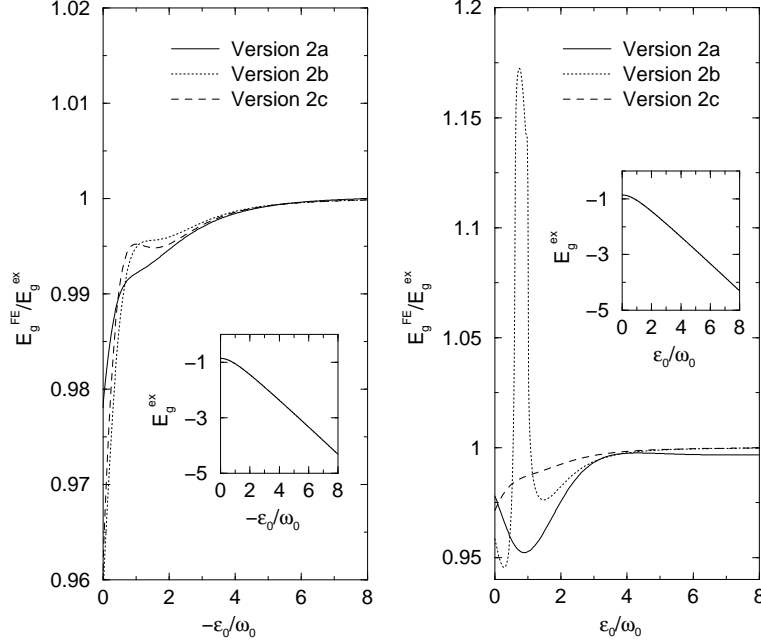 1.02
1.01
1
0.99
0.98
0.97
0.96
E_g^FE/E_g^ex
Version 2a
Version 2b
Version 2c
−1
−3
−5
E_g^ex
0 2 4 6 8
−ε₀/ω₀
0 2 4 6 8
−ε₀/ω₀
1.2
1.15
1.1
1.05
1
0.95
E_g^FE/E_g^ex
Version 2a
Version 2b
Version 2c
−1
−3
−5
E_g^ex
0 2 4 6 8
ε₀/ω₀
0 2 4 6 8
ε₀/ω₀